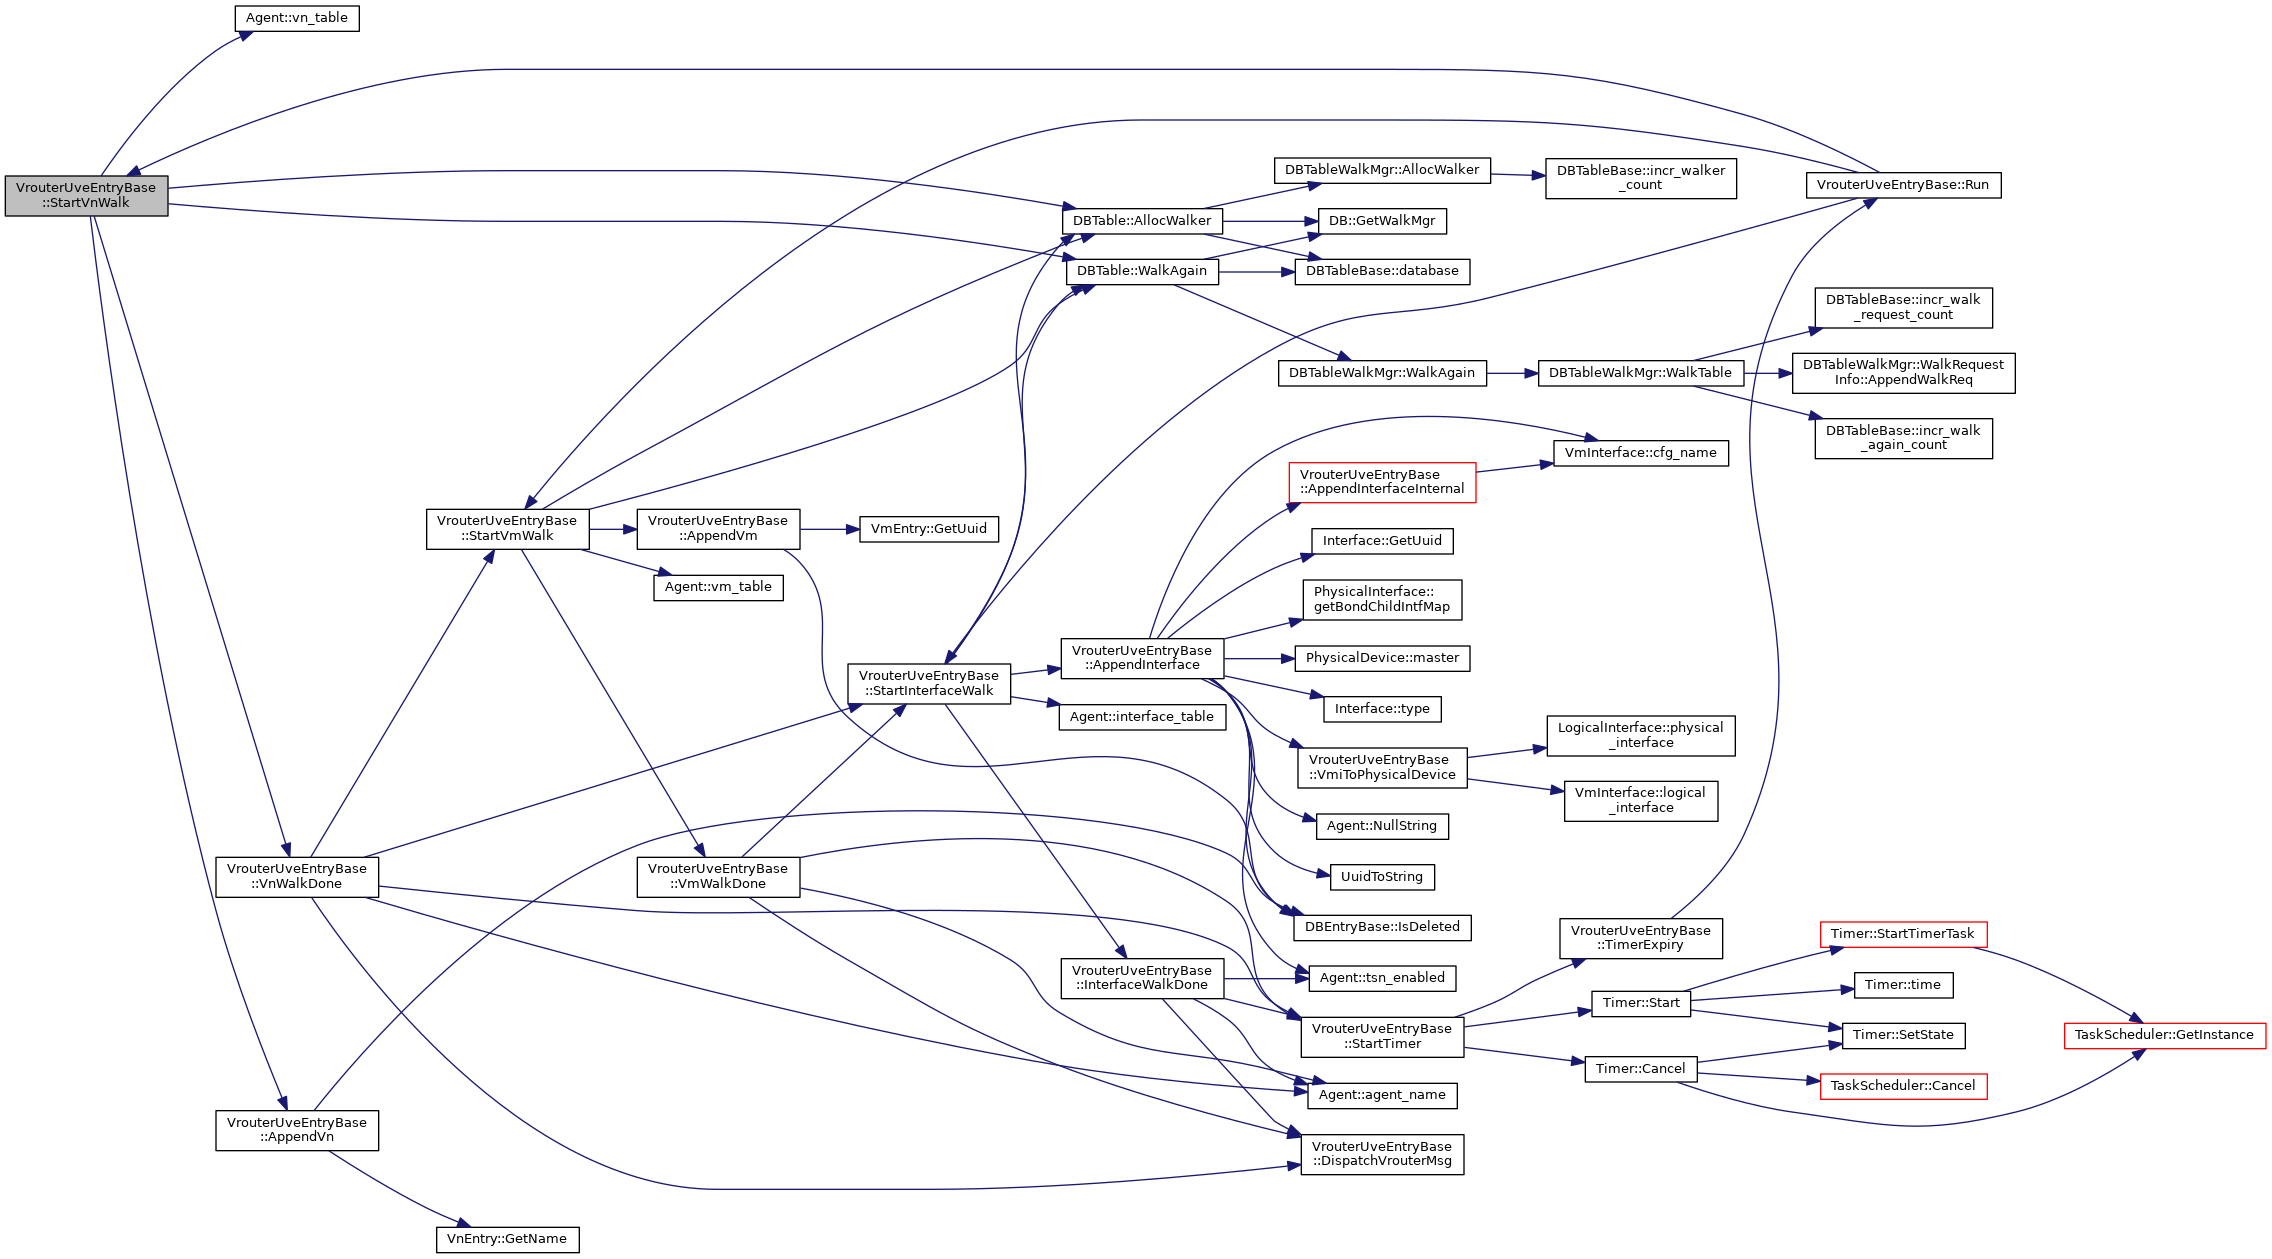 Agent::vn_table
VrouterUveEntryBase
::StartVnWalk
DBTableWalkMgr::AllocWalker
DBTableBase::incr_walker
_count
VrouterUveEntryBase::Run
DBTable::AllocWalker
DB::GetWalkMgr
DBTable::WalkAgain
DBTableBase::database
DBTableBase::incr_walk
_request_count
DBTableWalkMgr::WalkAgain
DBTableWalkMgr::WalkTable
DBTableWalkMgr::WalkRequest
Info::AppendWalkReq
DBTableBase::incr_walk
_again_count
VmInterface::cfg_name
VrouterUveEntryBase
::AppendInterfaceInternal
VrouterUveEntryBase
::StartVmWalk
VrouterUveEntryBase
::AppendVm
VmEntry::GetUuid
Interface::GetUuid
Agent::vm_table
PhysicalInterface::
getBondChildIntfMap
VrouterUveEntryBase
::AppendInterface
PhysicalDevice::master
VrouterUveEntryBase
::StartInterfaceWalk
Agent::interface_table
Interface::type
LogicalInterface::physical
_interface
VrouterUveEntryBase
::VmiToPhysicalDevice
VmInterface::logical
_interface
Agent::NullString
VrouterUveEntryBase
::VnWalkDone
VrouterUveEntryBase
::VmWalkDone
UuidToString
DBEntryBase::IsDeleted
VrouterUveEntryBase
::TimerExpiry
Timer::StartTimerTask
VrouterUveEntryBase
::InterfaceWalkDone
Agent::tsn_enabled
Timer::time
Timer::Start
VrouterUveEntryBase
::StartTimer
Timer::SetState
TaskScheduler::GetInstance
Timer::Cancel
TaskScheduler::Cancel
Agent::agent_name
VrouterUveEntryBase
::AppendVn
VrouterUveEntryBase
::DispatchVrouterMsg
VnEntry::GetName